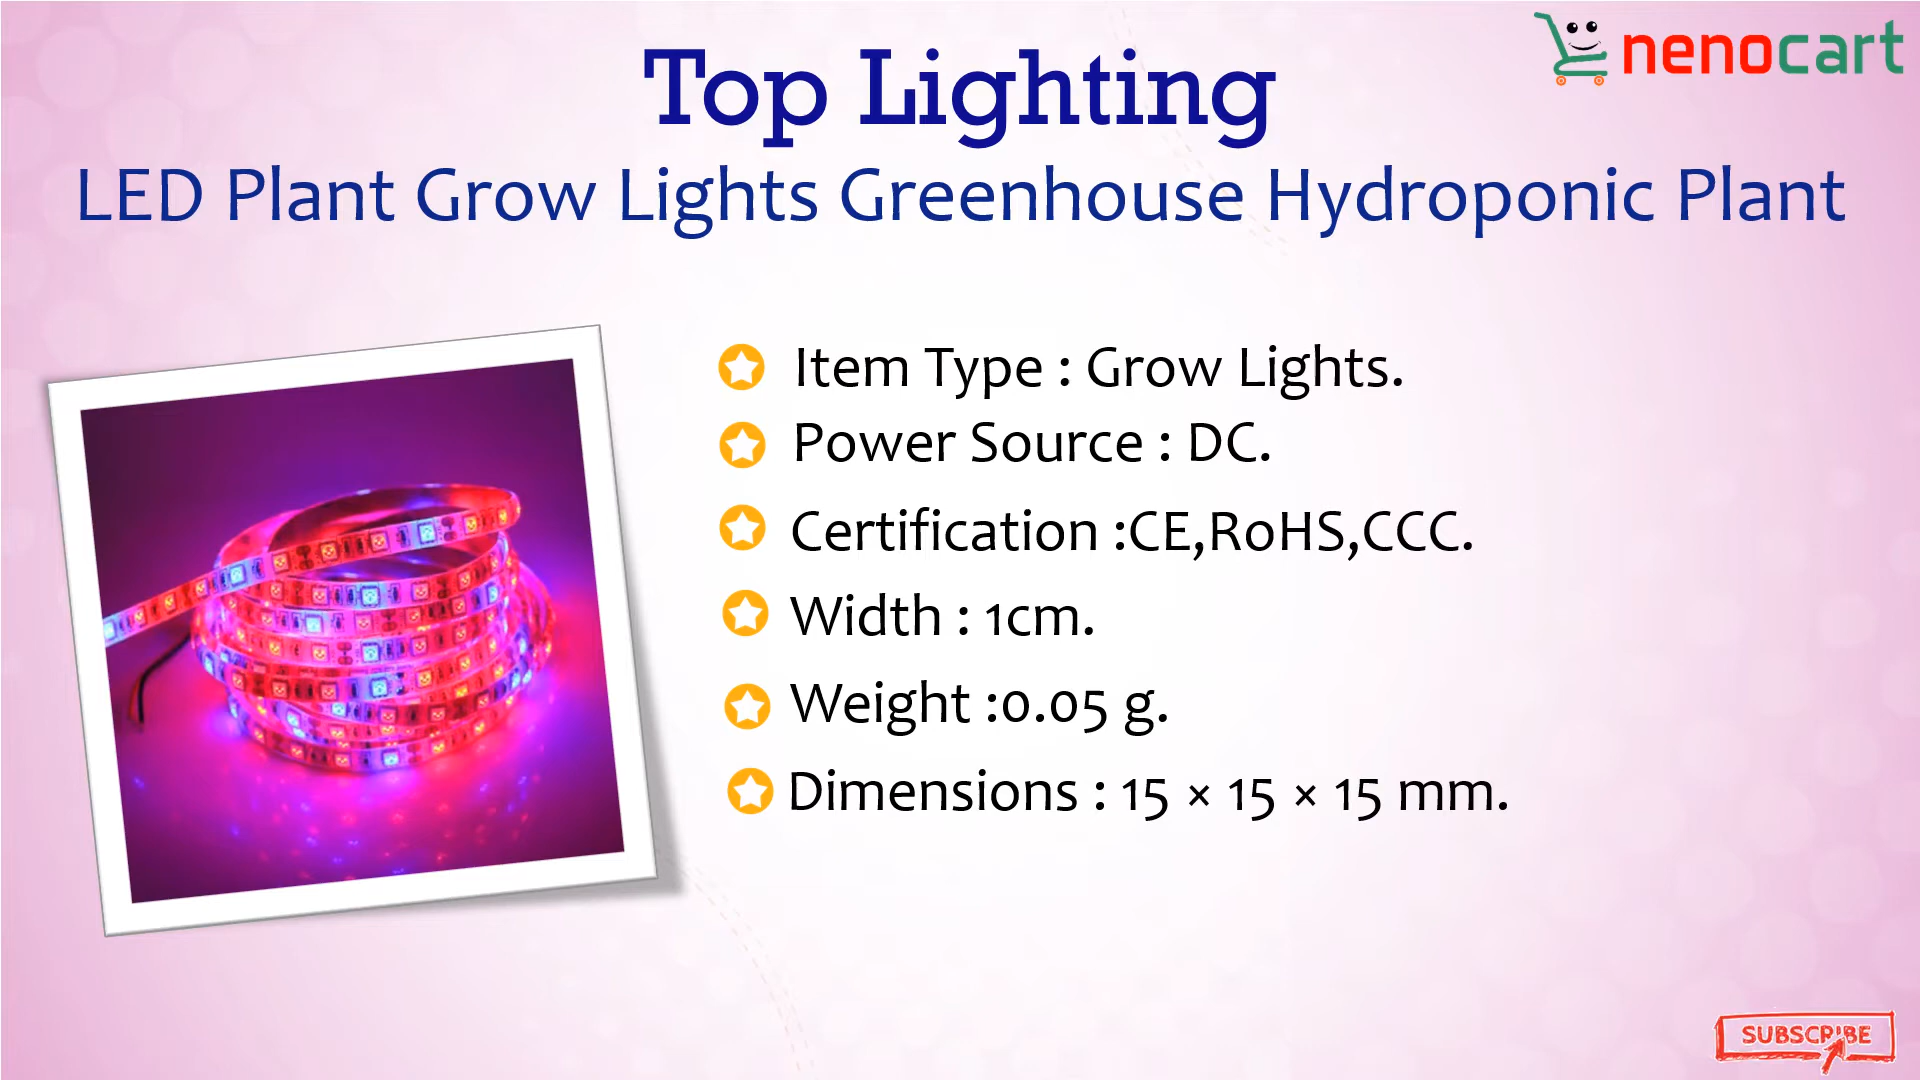 nenocart
Top Lighting
LED Plant Grow Lights Greenhouse Hydroponic Plant
Item Type : Grow Lights.
Power Source : DC.
Certification :CE,RoHS,CCC.
Width : 1cm.
Weight :0.05 g.
Dimensions : 15 × 15 × 15 mm.
SUBSCRIBE